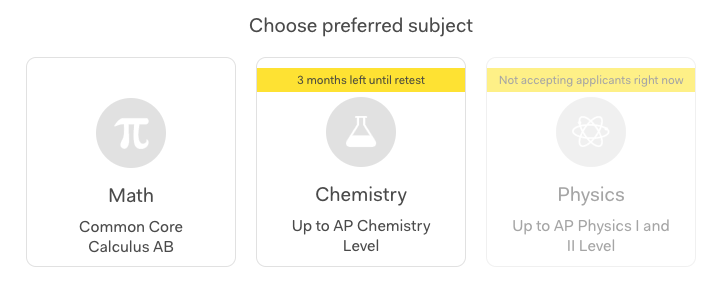 Choose preferred subject
3 months left until retest
Not accepting applicants right now
π
Math
Common Core
Calculus AB
Chemistry
Up to AP Chemistry
Level
Physics
Up to AP Physics I and
II Level